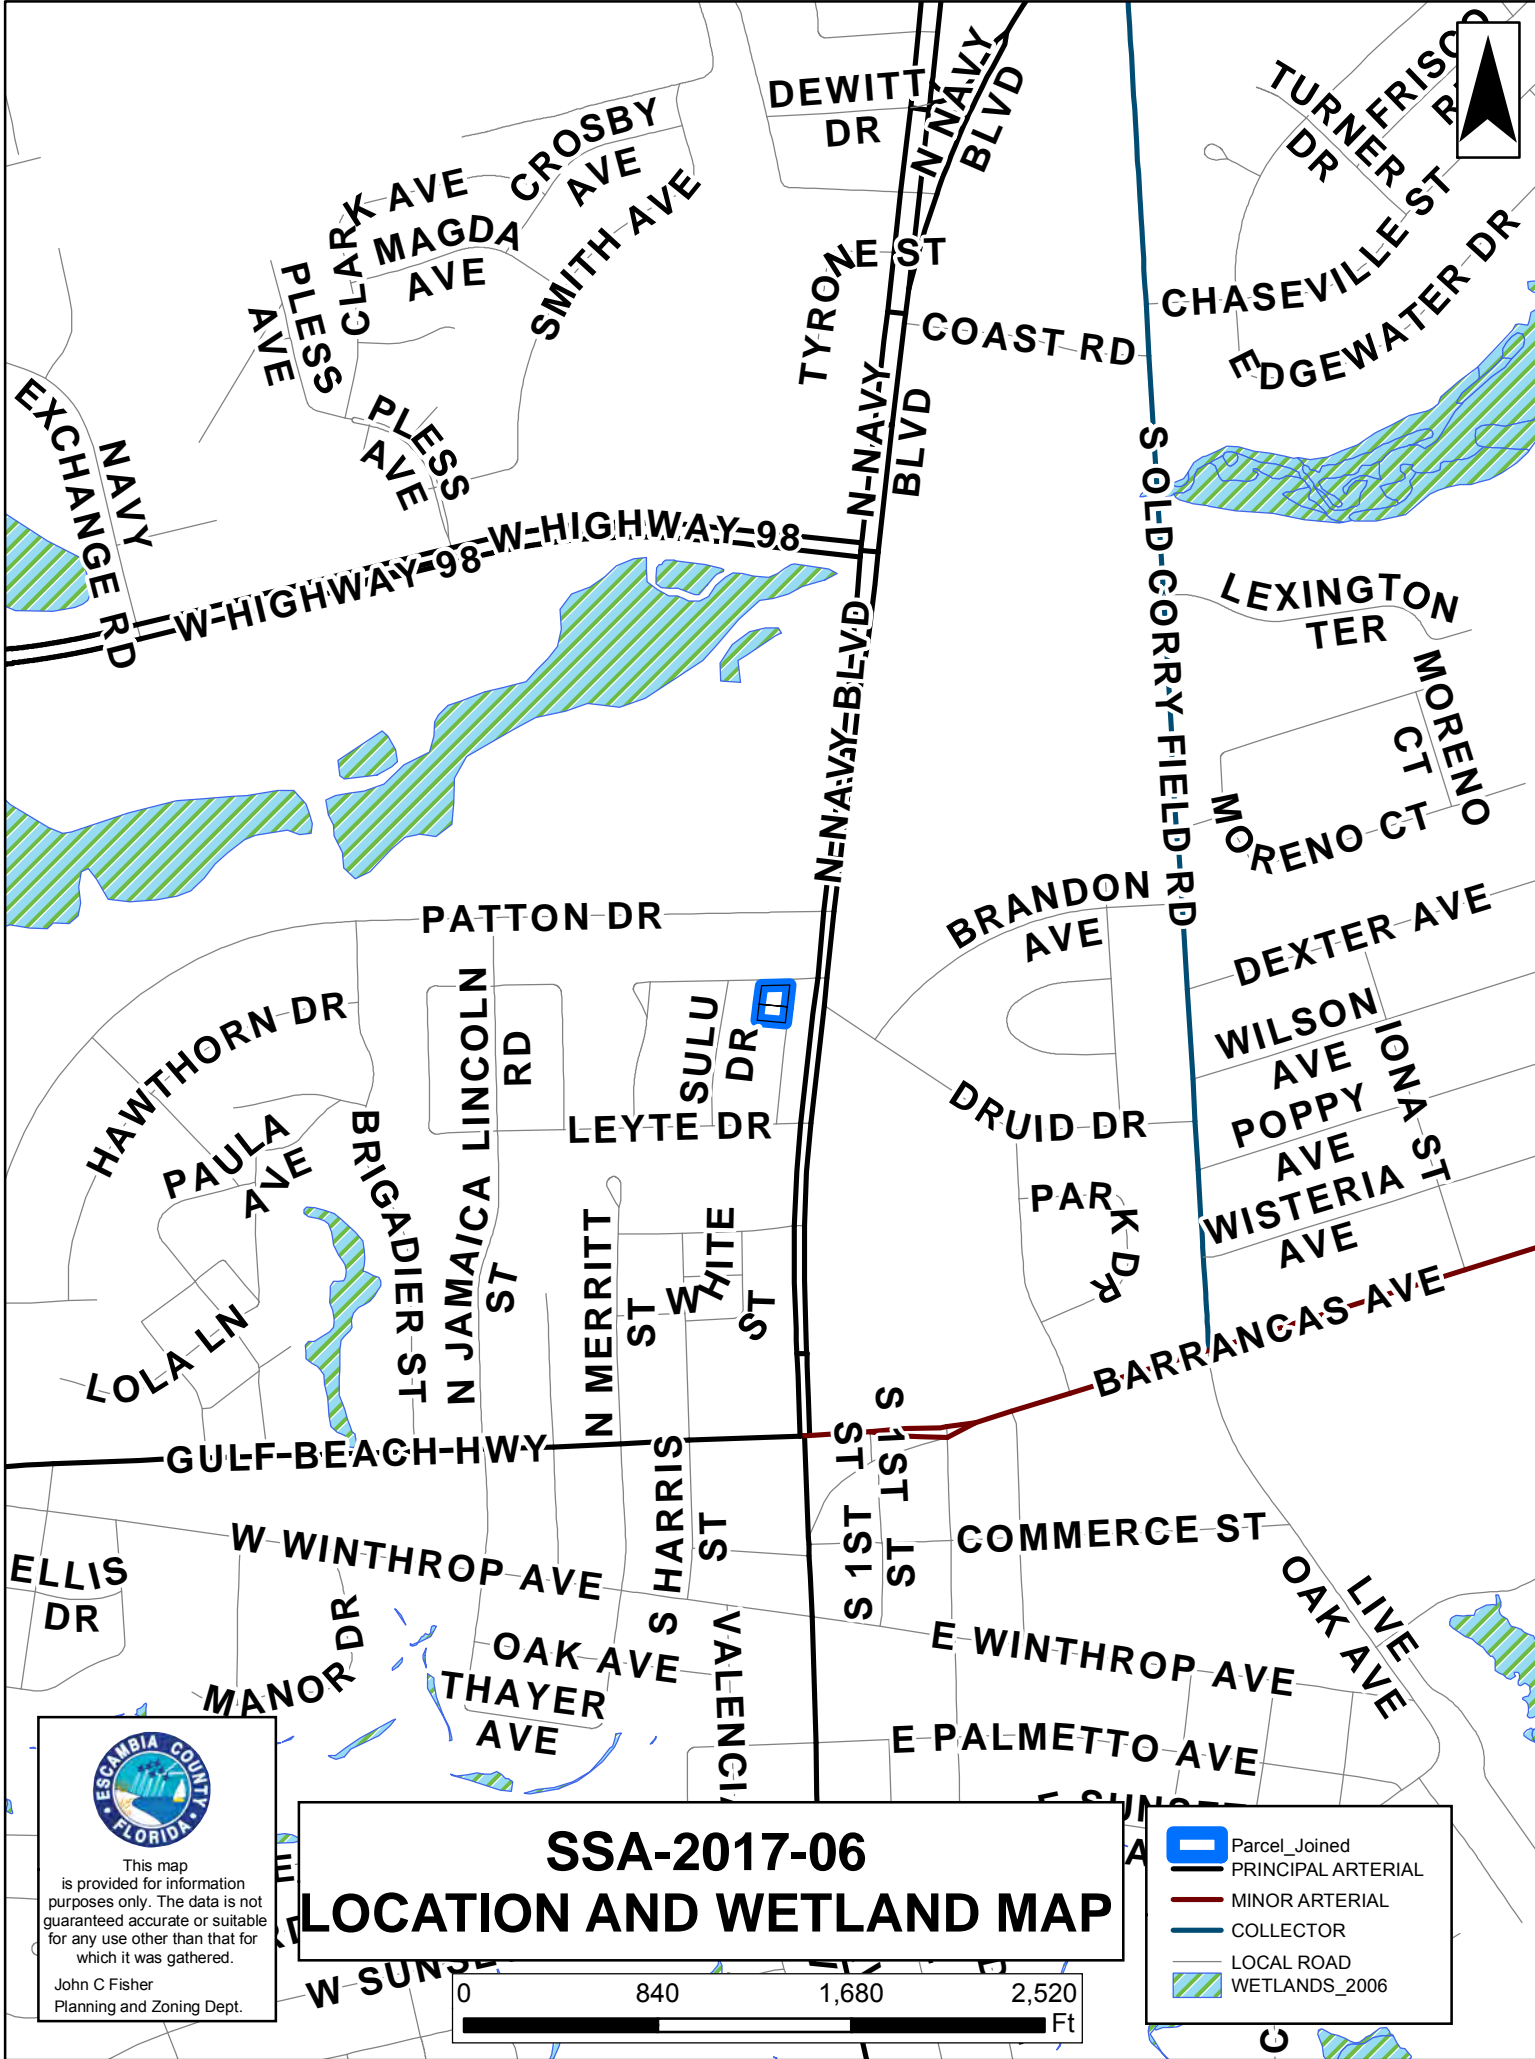 DEWITT
DR
N NAVY
BLVD
TURNER
DR
FRISCO
CROSBY
AVE
CLARK AVE
MAGDA
AVE
SMITH AVE
PLESS
AVE
TYRONE ST
COAST RD
CHASEVILLE ST
EDGEWATER DR
NAVY
EXCHANGE RD
PLESS
AVE
N NAVY
BLVD
W HIGHWAY 98
W HIGHWAY 98
S OLD CORRY FIELD RD
LEXINGTON
TER
N NAVY BLVD
MORENO
CT
MORENO CT
PATTON DR
BRANDON
AVE
DEXTER AVE
HAWTHORN DR
N JAMAICA LINCOLN
RD
ST
SULU
DR
WILSON
AVE
IONA ST
POPPY
AVE
LEYTE DR
DRUID DR
PAULA
AVE
BRIGADIER ST
PARK DR
WISTERIA
AVE
N MERRITT
ST
WHITE
ST
LOLA LN
BARRANCAS AVE
GULF BEACH HWY
S 1ST ST
S 1ST ST
S HARRIS
ST
COMMERCE ST
W WINTHROP AVE
ELLIS
DR
LIVE
OAK AVE
MANOR DR
OAK AVE
THAYER
AVE
E WINTHROP AVE
E PALMETTO AVE
W SUNSE
ESCAMBIA COUNTY
FLORIDA
This map
is provided for information
purposes only. The data is not
guaranteed accurate or suitable
for any use other than that for
which it was gathered.
John C Fisher
Planning and Zoning Dept.
SSA-2017-06
LOCATION AND WETLAND MAP
0 840 1,680 2,520
Ft
Parcel_Joined
PRINCIPAL ARTERIAL
MINOR ARTERIAL
COLLECTOR
LOCAL ROAD
WETLANDS_2006